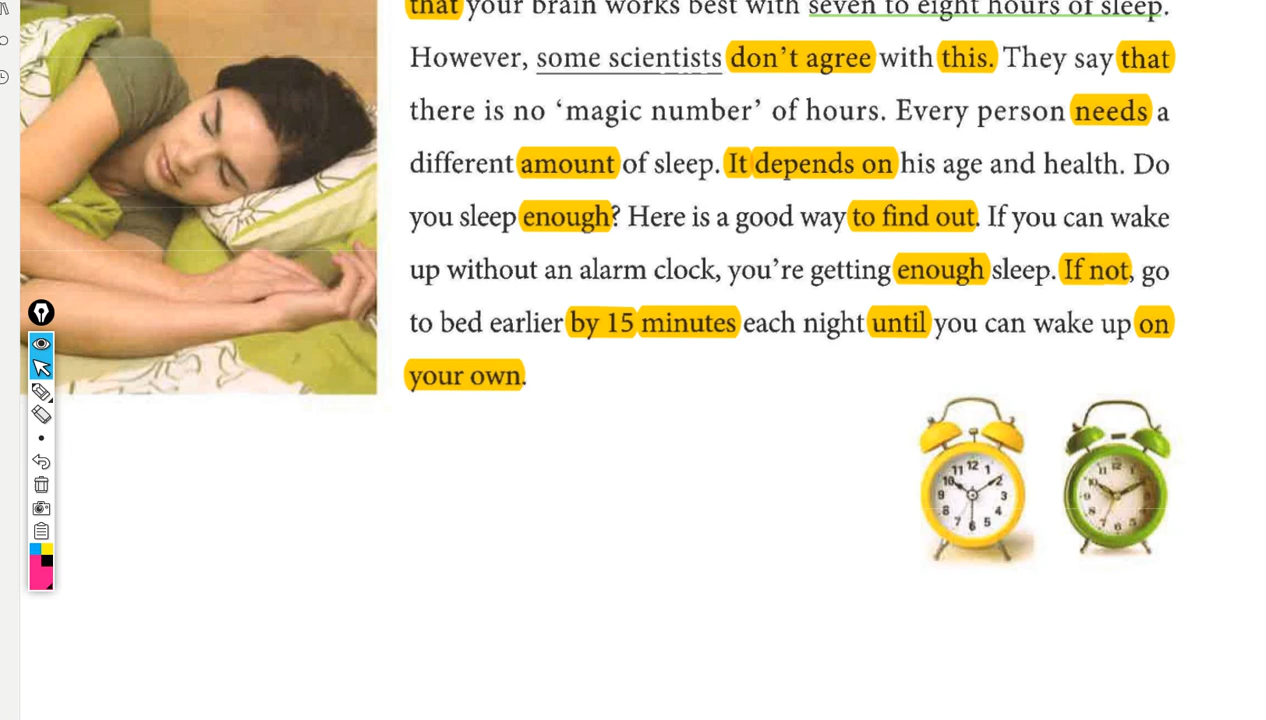 that your brain works best with seven to eight hours of sleep.
However, some scientists don't agree with this. They say that
there is no 'magic number' of hours. Every person needs a
different amount of sleep. It depends on his age and health. Do
you sleep enough? Here is a good way to find out. If you can wake
up without an alarm clock, you're getting enough sleep. If not, go
to bed earlier by 15 minutes each night until you can wake up on
your own.